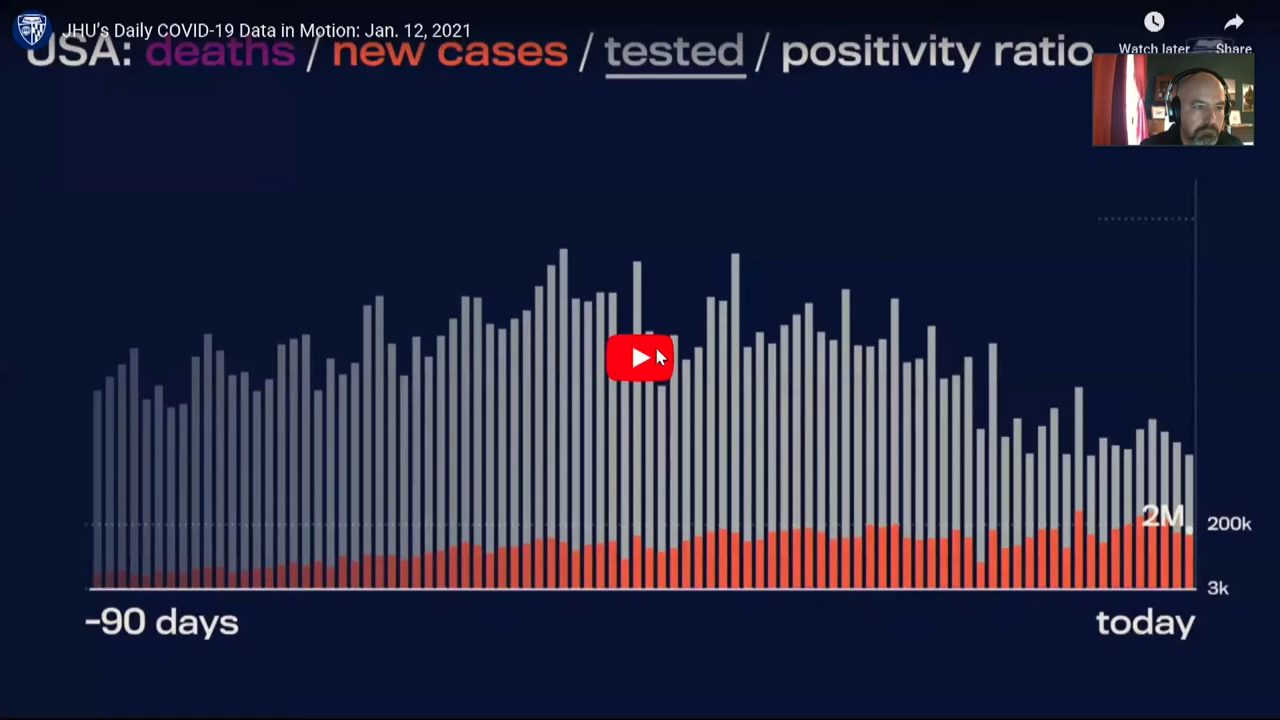 JHU’s Daily COVID-19 Data in Motion: Jan. 12, 2021
Watch later
Share
USA: deaths / new cases / tested / positivity ratio
2M
200k
3k
-90 days
today